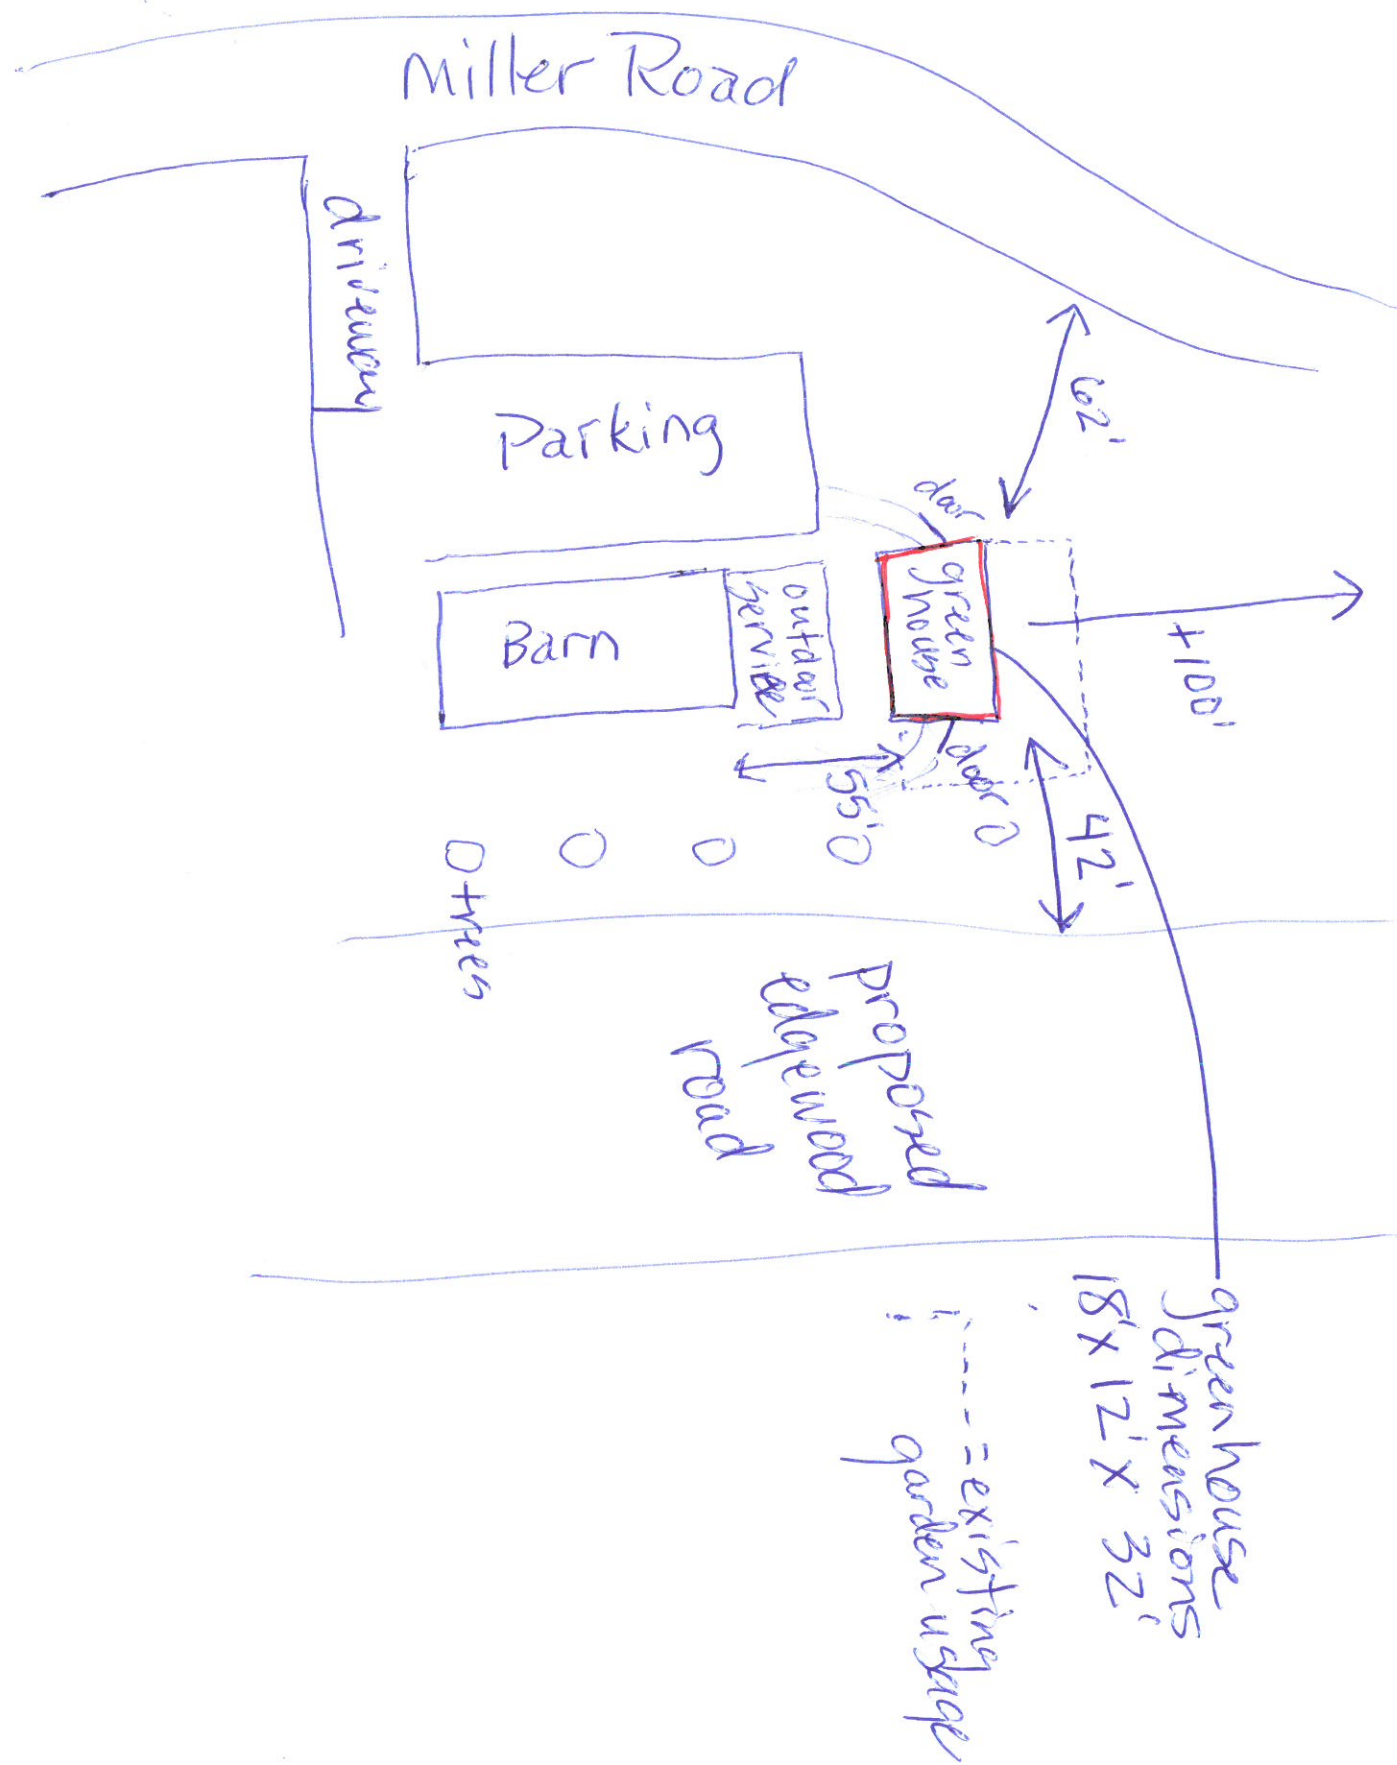 Miller Road
driveway
Parking
62'
door
green
house
Barn
outdoor
service
+100'
door
55'
42'
trees
proposed
edgewood
road
greenhouse
dimensions
18' x 12' x 32'
---- = existing
garden usage